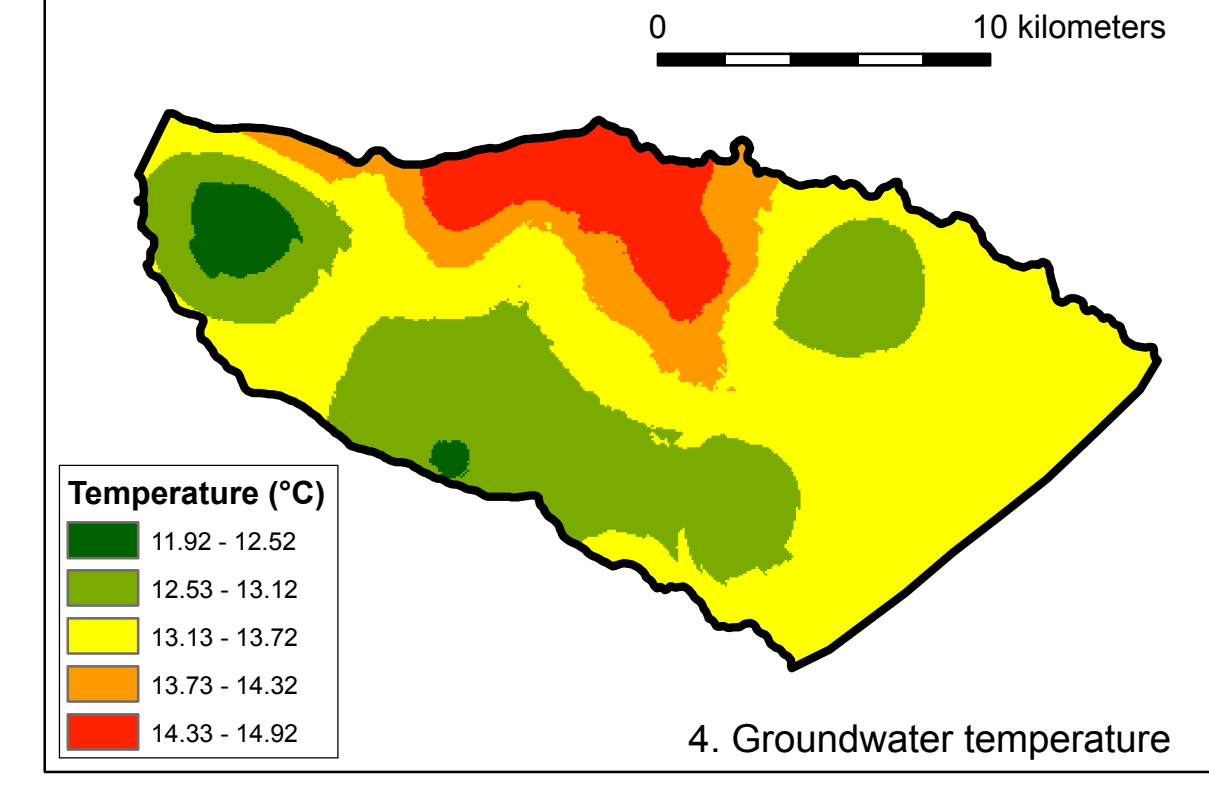 0 10 kilometers
Temperature (°C)
11.92 - 12.52
12.53 - 13.12
13.13 - 13.72
13.73 - 14.32
14.33 - 14.92
4. Groundwater temperature